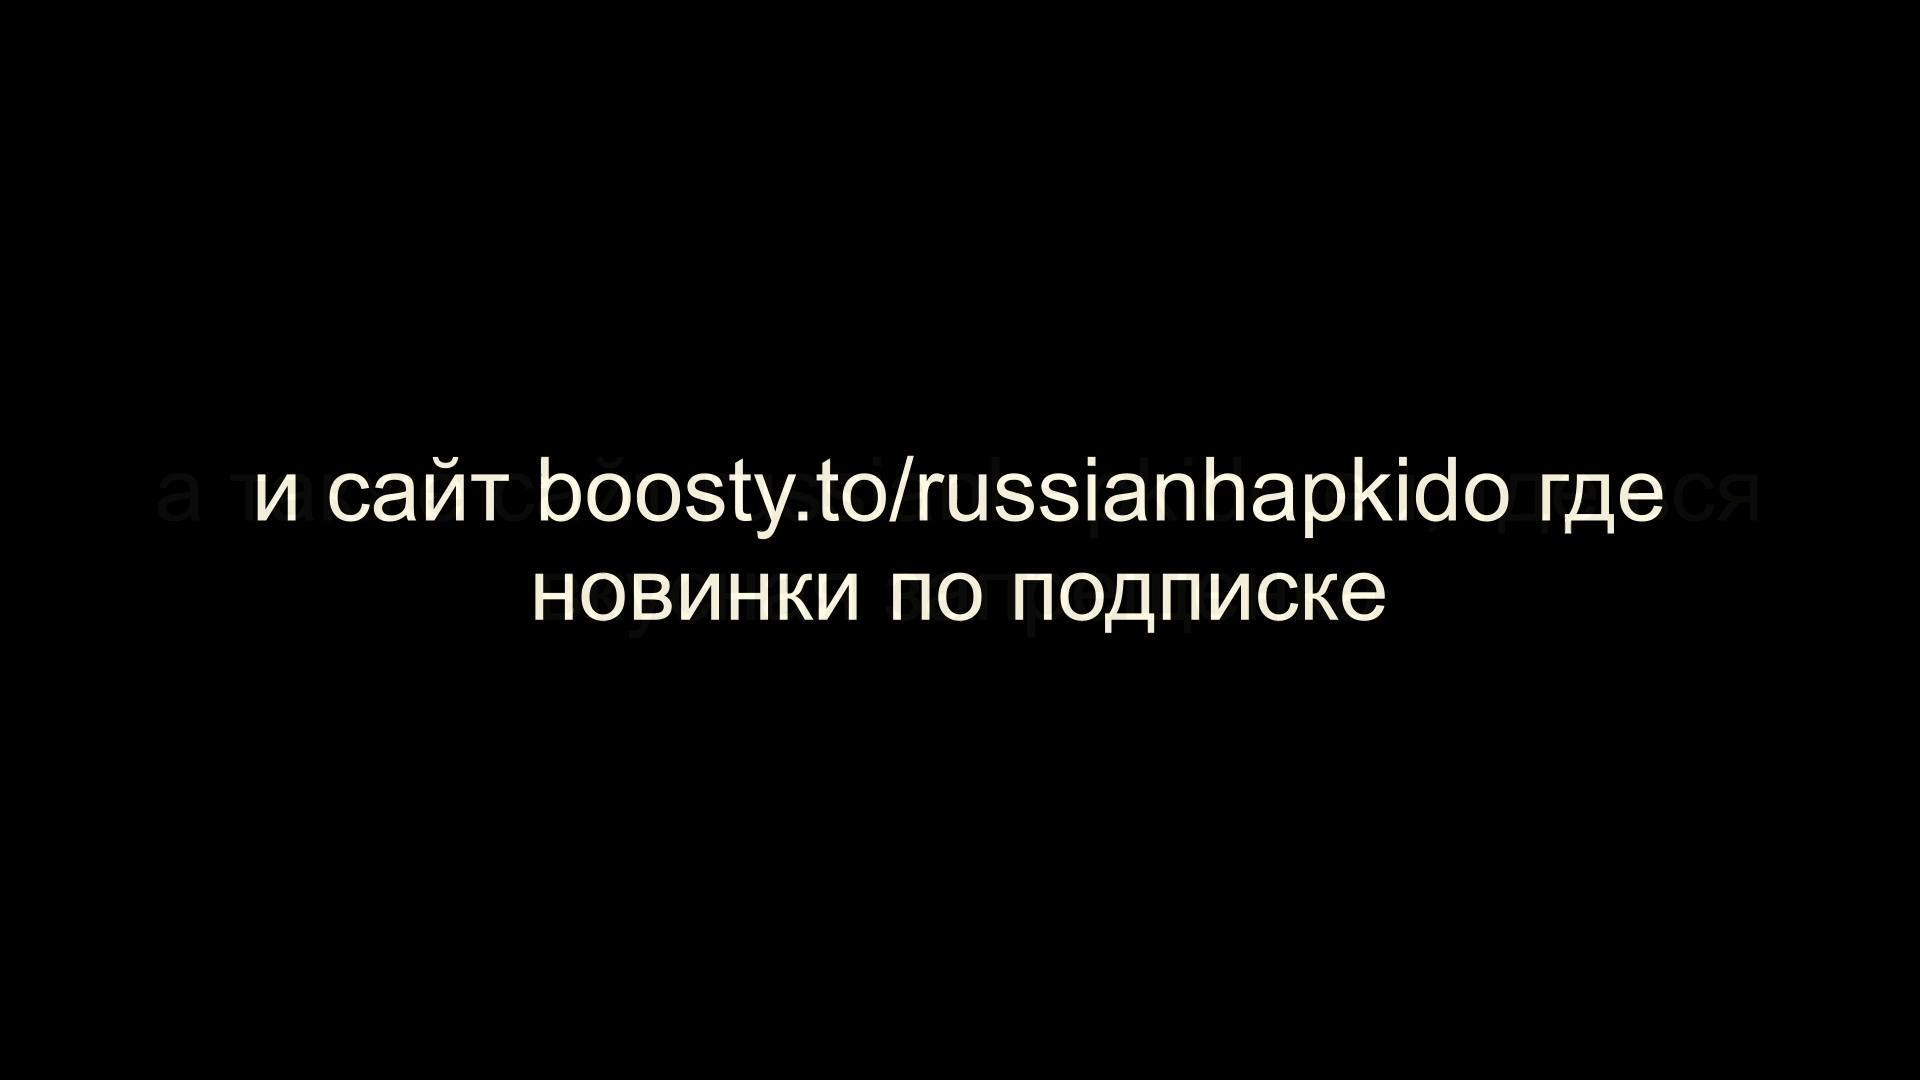 и сайт boosty.to/russianhapkido где
новинки по подписке